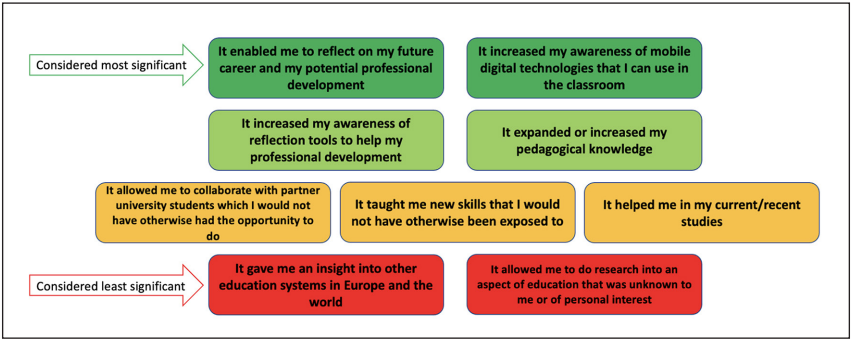 Considered most significant
It enabled me to reflect on my future
career and my potential professional
development
It increased my awareness of mobile
digital technologies that I can use in
the classroom
It increased my awareness of
reflection tools to help my
professional development
It expanded or increased my
pedagogical knowledge
It allowed me to collaborate with partner
university students which I would not
have otherwise had the opportunity to
do
It taught me new skills that I would
not have otherwise been exposed to
It helped me in my current/recent
studies
Considered least significant
It gave me an insight into other
education systems in Europe and the
world
It allowed me to do research into an
aspect of education that was unknown to
me or of personal interest